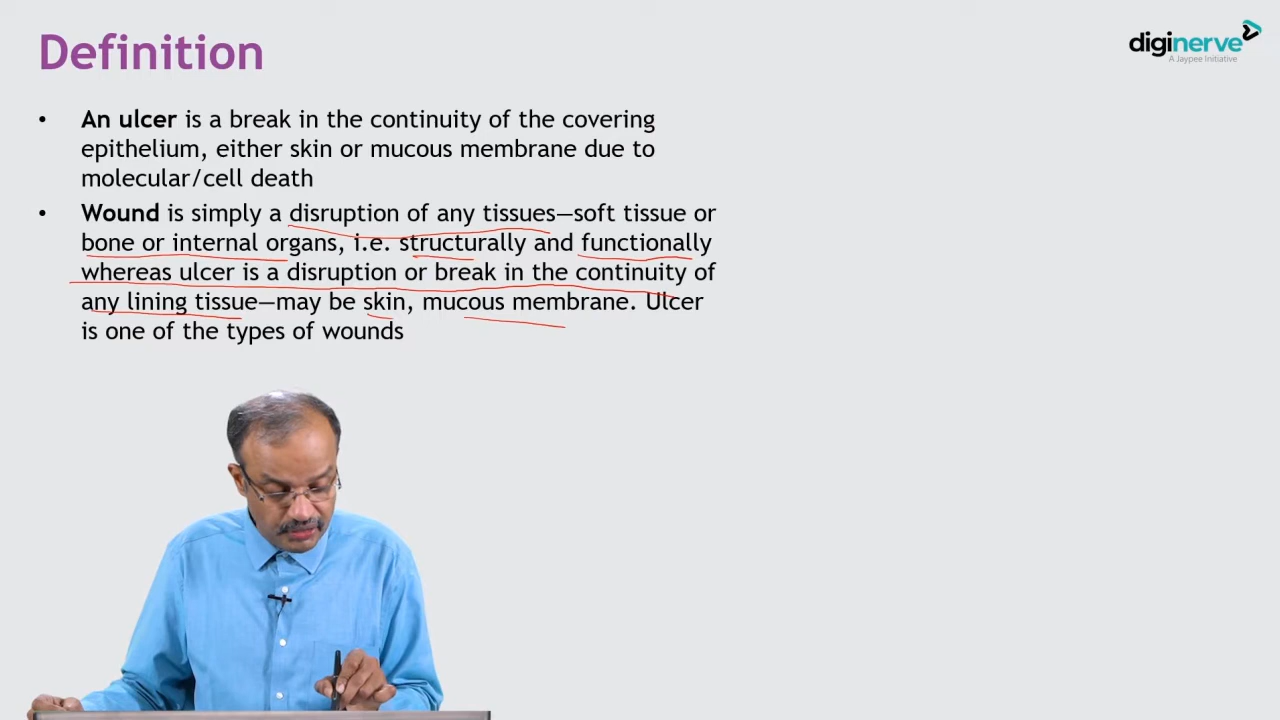 Definition
diginerve
A Jaypee Initiative
• An ulcer is a break in the continuity of the covering
epithelium, either skin or mucous membrane due to
molecular/cell death
• Wound is simply a disruption of any tissues—soft tissue or
bone or internal organs, i.e. structurally and functionally
whereas ulcer is a disruption or break in the continuity of
any lining tissue—may be skin, mucous membrane. Ulcer
is one of the types of wounds